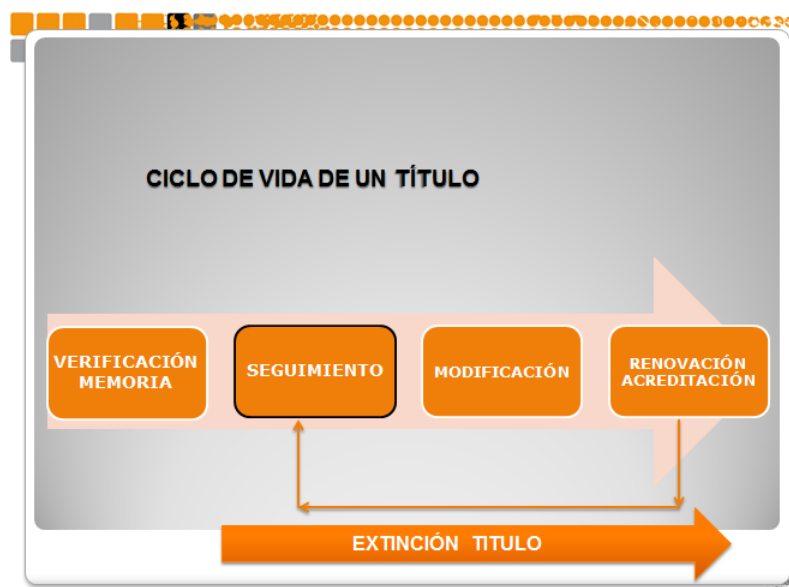 CICLO DE VIDA DE UN TÍTULO
VERIFICACIÓN
MEMORIA
SEGUIMIENTO
MODIFICACIÓN
RENOVACIÓN
ACREDITACIÓN
EXTINCIÓN TITULO